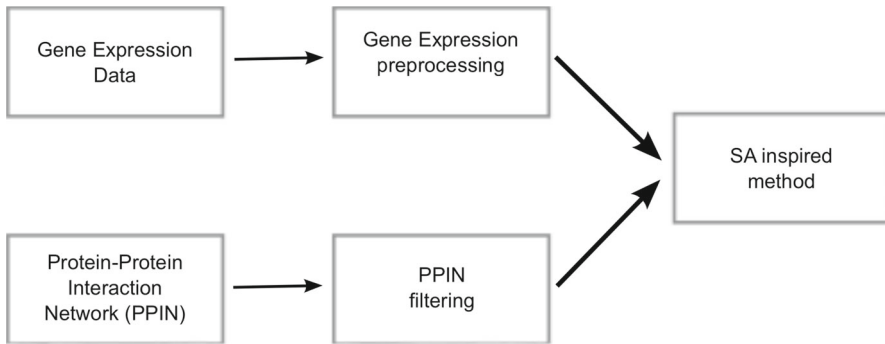 Gene Expression
Data
Gene Expression
preprocessing
SA inspired
method
Protein-Protein
Interaction
Network (PPIN)
PPIN
filtering